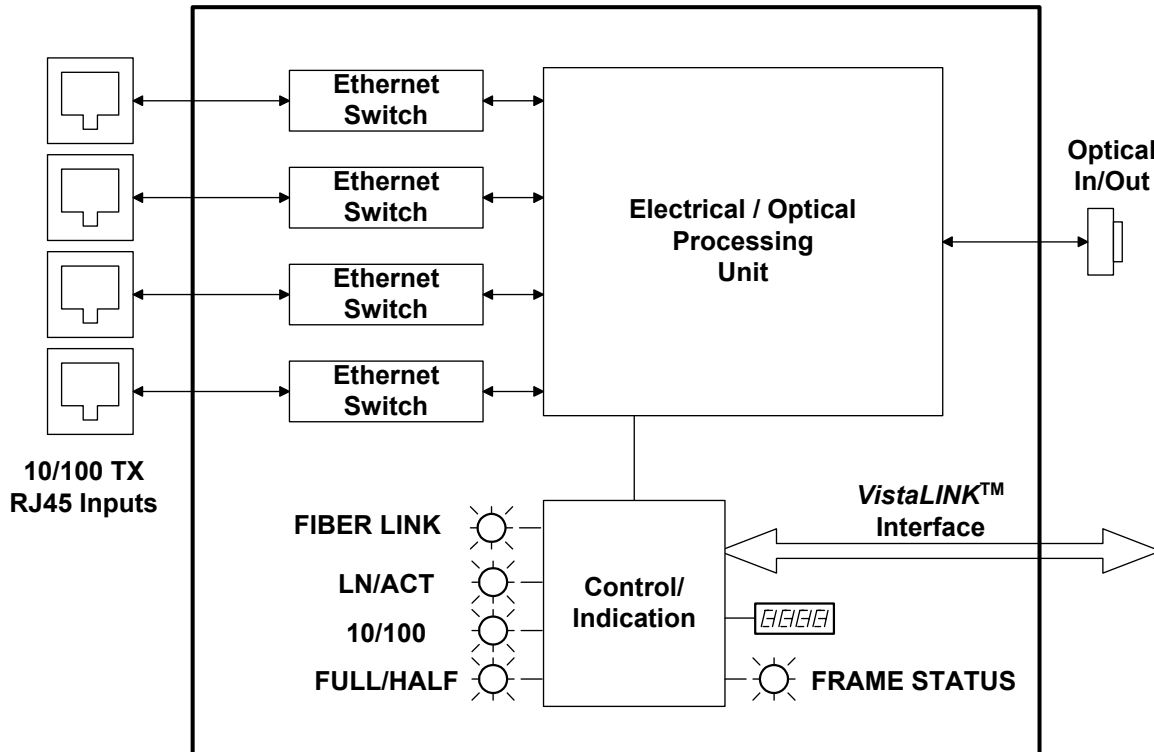 Ethernet
Switch
Ethernet
Switch
Ethernet
Switch
Ethernet
Switch
Electrical / Optical
Processing
Unit
Optical
In/Out
10/100 TX
RJ45 Inputs
VistaLINK™
Interface
FIBER LINK
LN/ACT
10/100
FULL/HALF
Control/
Indication
FRAME STATUS